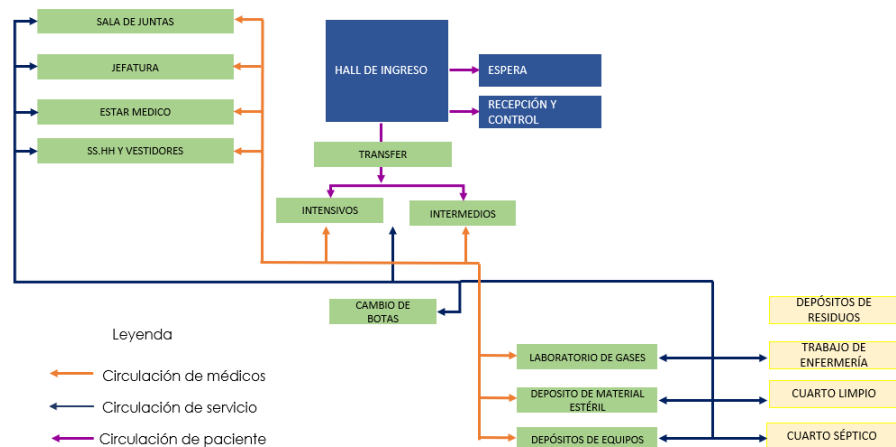 SALA DE JUNTAS
JEFATURA
ESTAR MEDICO
SS.HH Y VESTIDORES
HALL DE INGRESO
ESPERA
RECEPCIÓN Y
CONTROL
TRANSFER
INTENSIVOS
INTERMEDIOS
CAMBIO DE
BOTAS
DEPÓSITOS DE
RESIDUOS
LABORATORIO DE GASES
TRABAJO DE
ENFERMERÍA
DEPOSITO DE MATERIAL
ESTÉRIL
CUARTO LIMPIO
DEPÓSITOS DE EQUIPOS
CUARTO SÉPTICO
Leyenda
Circulación de médicos
Circulación de servicio
Circulación de paciente